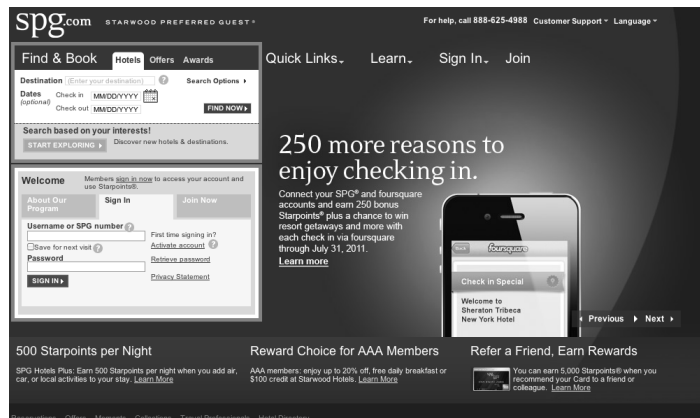 spg.com STARWOOD PREFERRED GUEST®
For help, call 888-625-4988 Customer Support Language
Find & Book Hotels Offers Awards
Quick Links Learn Sign In Join
Destination (Enter your destination) ? Search Options
Dates (optional) Check in MM/DD/YYYY
Check out MM/DD/YYYY FIND NOW
Search based on your interests!
START EXPLORING Discover new hotels & destinations.
250 more reasons to
enjoy checking in.
Connect your SPG® and foursquare
accounts and earn 250 bonus
Starpoints® plus a chance to win
resort getaways and more with
each check in via foursquare
through July 31, 2011.
Learn more
Welcome Members sign in now to access your account and
use Starpoints®.
About Our
Program
Sign In
Join Now
Username or SPG number ?
First time signing in?
Save for next visit ? Activate account ?
Password Retrieve password
SIGN IN Privacy Statement
Back foursquare
Check in Special
Welcome to
Sheraton Tribeca
New York Hotel
Previous Next
500 Starpoints per Night
SPG Hotels Plus: Earn 500 Starpoints per night when you add air,
car, or local activities to your stay. Learn More
Reward Choice for AAA Members
AAA members: enjoy up to 20% off, free daily breakfast or
$100 credit at Starwood Hotels. Learn More
Refer a Friend, Earn Rewards
You can earn 5,000 Starpoints® when you
recommend your Card to a friend or
colleague. Learn More
Reservations Offers Moments Collections Travel Professionals Hotel Directory